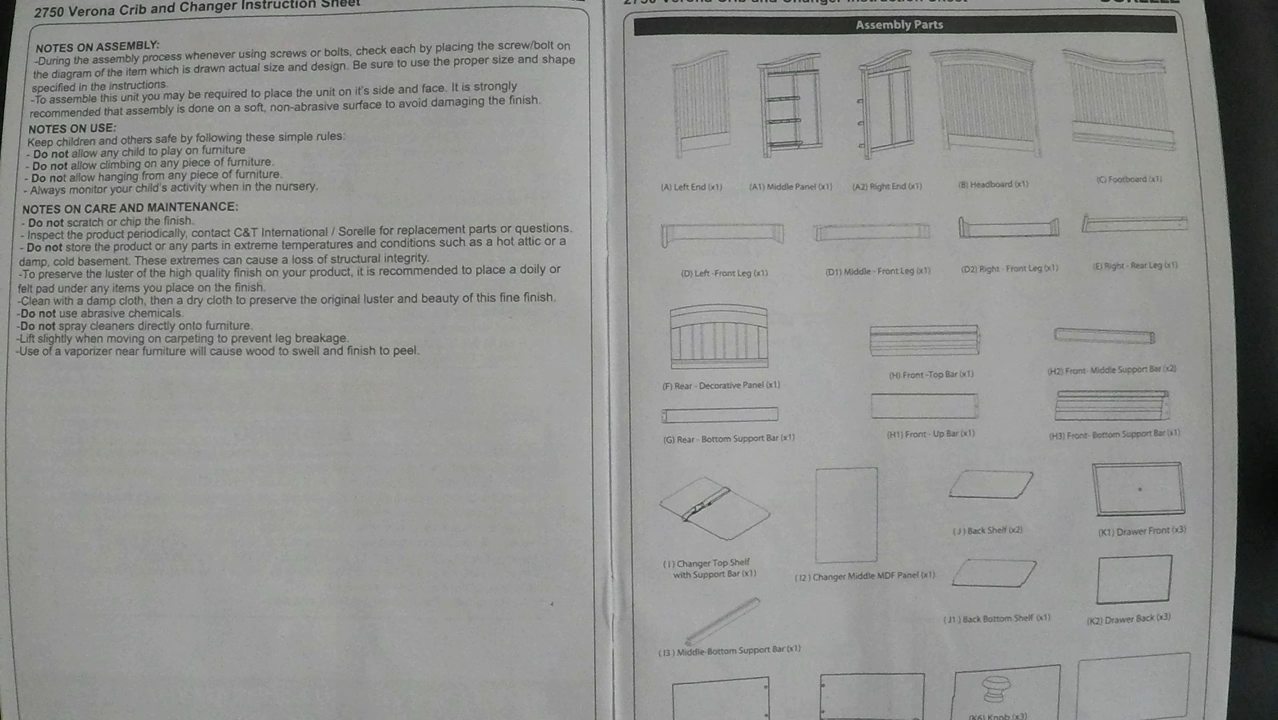 2750 Verona Crib and Changer Instruction Sheet
NOTES ON ASSEMBLY:
-During the assembly process whenever using screws or bolts, check each by placing the screw/bolt on
the diagram of the item which is drawn actual size and design. Be sure to use the proper size and shape
specified in the instructions.
-To assemble this unit you may be required to place the unit on it's side and face. It is strongly
recommended that assembly is done on a soft, non-abrasive surface to avoid damaging the finish.
NOTES ON USE:
Keep children and others safe by following these simple rules:
- Do not allow any child to play on furniture
- Do not allow climbing on any piece of furniture.
- Do not allow hanging from any piece of furniture.
- Always monitor your child's activity when in the nursery.
NOTES ON CARE AND MAINTENANCE:
- Do not scratch or chip the finish.
- Inspect the product periodically, contact C&T International / Sorelle for replacement parts or questions.
- Do not store the product or any parts in extreme temperatures and conditions such as a hot attic or a
damp, cold basement. These extremes can cause a loss of structural integrity.
-To preserve the luster of the high quality finish on your product, it is recommended to place a doily or
felt pad under any items you place on the finish.
-Clean with a damp cloth, then a dry cloth to preserve the original luster and beauty of this fine finish.
-Do not use abrasive chemicals.
-Do not spray cleaners directly onto furniture.
-Lift slightly when moving on carpeting to prevent leg breakage.
-Use of a vaporizer near furniture will cause wood to swell and finish to peel.
2750 Verona Crib and Changer Instruction Sheet SORELLE
Assembly Parts
(A) Left End (x1) (A1) Middle Panel (x1) (A2) Right End (x1) (B) Headboard (x1) (C) Footboard (x1)
(D) Left -Front Leg (x1) (D1) Middle - Front Leg (x1) (D2) Right - Front Leg (x1) (E) Right - Rear Leg (x1)
(F) Rear - Decorative Panel (x1) (H) Front -Top Bar (x1) (H2) Front- Middle Support Bar (x2)
(G) Rear - Bottom Support Bar (x1) (H1) Front - Up Bar (x1) (H3) Front- Bottom Support Bar (x1)
(I) Changer Top Shelf
with Support Bar (x1)
(I2) Changer Middle MDF Panel (x1)
(J) Back Shelf (x2) (K1) Drawer Front (x3)
(J1) Back Bottom Shelf (x1) (K2) Drawer Back (x3)
(I3) Middle-Bottom Support Bar (x1)
(K6) Knob (x3)